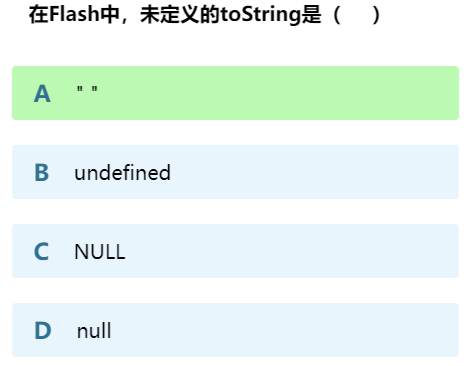 在Flash中，未定义的toString是（  ）
A " "
B undefined
C NULL
D null